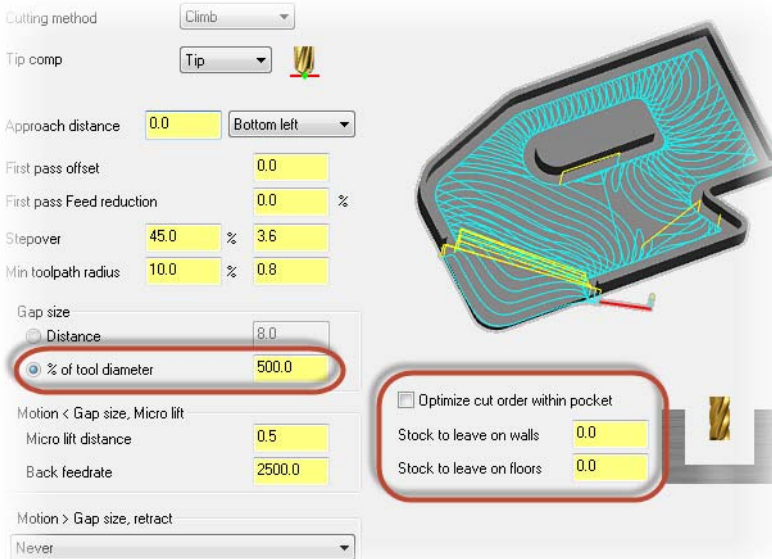 Cutting method Climb
Tip comp Tip
Approach distance 0.0 Bottom left
First pass offset 0.0
First pass Feed reduction 0.0 %
Stepover 45.0 % 3.6
Min toolpath radius 10.0 % 0.8
Gap size
Distance 8.0
% of tool diameter 500.0
Motion < Gap size, Micro lift
Micro lift distance 0.5
Back feedrate 2500.0
Motion > Gap size, retract
Never
Optimize cut order within pocket
Stock to leave on walls 0.0
Stock to leave on floors 0.0